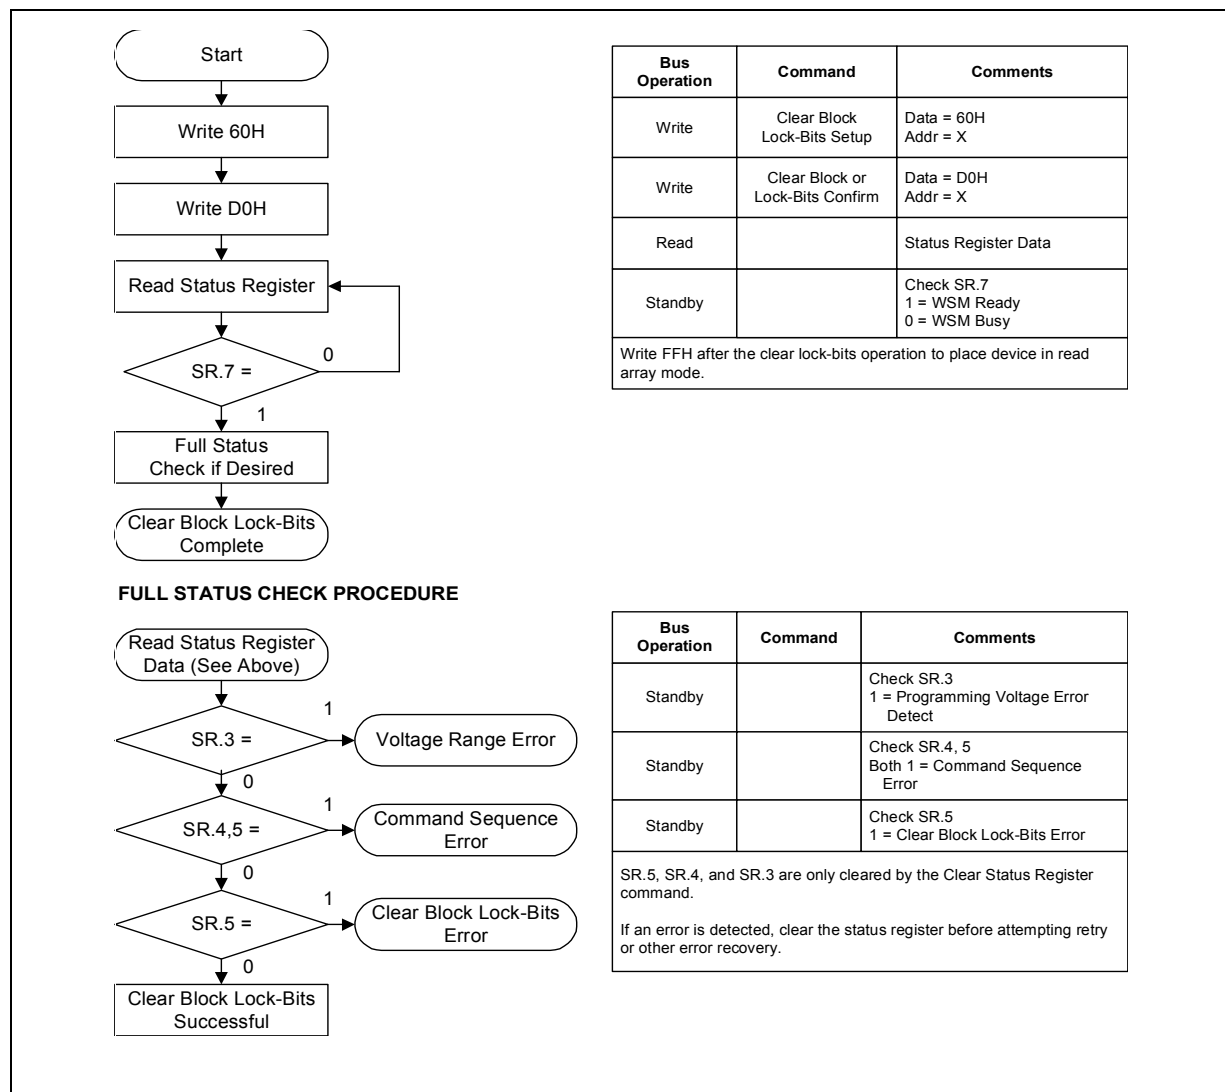 Start
Write 60H
Write D0H
Read Status Register
0
SR.7 =
1
Full Status
Check if Desired
Clear Block Lock-Bits
Complete
Bus
Operation
Command
Comments
Write
Clear Block
Lock-Bits Setup
Data = 60H
Addr = X
Write
Clear Block or
Lock-Bits Confirm
Data = D0H
Addr = X
Read
Status Register Data
Standby
Check SR.7
1 = WSM Ready
0 = WSM Busy
Write FFH after the clear lock-bits operation to place device in read
array mode.
FULL STATUS CHECK PROCEDURE
Read Status Register
Data (See Above)
1
SR.3 =
Voltage Range Error
0
1
SR.4,5 =
Command Sequence
Error
0
1
SR.5 =
Clear Block Lock-Bits
Error
0
Clear Block Lock-Bits
Successful
Bus
Operation
Command
Comments
Standby
Check SR.3
1 = Programming Voltage Error
Detect
Standby
Check SR.4, 5
Both 1 = Command Sequence
Error
Standby
Check SR.5
1 = Clear Block Lock-Bits Error
SR.5, SR.4, and SR.3 are only cleared by the Clear Status Register
command.
If an error is detected, clear the status register before attempting retry
or other error recovery.